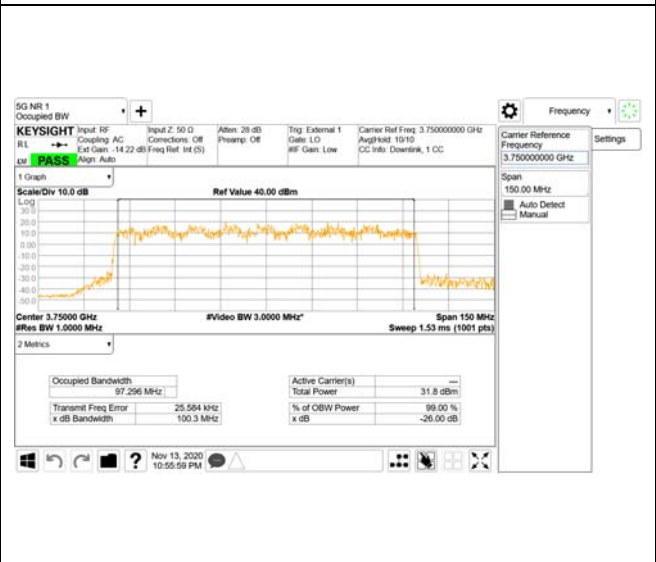 5G NR 1
Occupied BW
Frequency
KEYSIGHT Input: RF Input Z: 50 Ω Atten: 28 dB Trig: External 1 Carrier Ref Freq: 3.750000000 GHz
RL Coupling: AC Corrections: Off Preamp: Off Gate: LO Avg|Hold: 10/10
Ext Gain: -14.22 dB Freq Ref: Int (S) #IF Gain: Low CC Info: Downlink, 1 CC
PASS Align: Auto
Carrier Reference
Frequency
3.750000000 GHz
Settings
Span
150.00 MHz
Auto Detect
Manual
1 Graph
Scale/Div 10.0 dB Ref Value 40.00 dBm
Log
30.0
20.0
10.0
0.00
-10.0
-20.0
-30.0
-40.0
-50.0
Center 3.75000 GHz #Video BW 3.0000 MHz* Span 150 MHz
#Res BW 1.0000 MHz Sweep 1.53 ms (1001 pts)
2 Metrics
Occupied Bandwidth Active Carrier(s) ---
97.296 MHz Total Power 31.8 dBm
Transmit Freq Error 25.584 kHz % of OBW Power 99.00 %
x dB Bandwidth 100.3 MHz x dB -26.00 dB
? Nov 13, 2020
10:55:59 PM